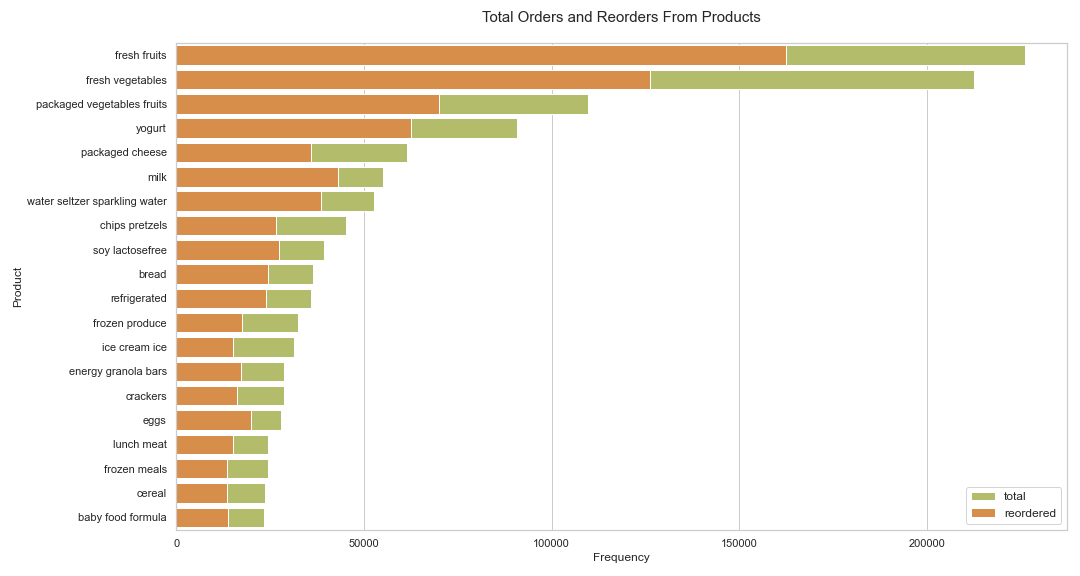 Total Orders and Reorders From Products
Product
fresh fruits
fresh vegetables
packaged vegetables fruits
yogurt
packaged cheese
milk
water seltzer sparkling water
chips pretzels
soy lactosefree
bread
refrigerated
frozen produce
ice cream ice
energy granola bars
crackers
eggs
lunch meat
frozen meals
cereal
baby food formula
total
reordered
0 50000 100000 150000 200000
Frequency